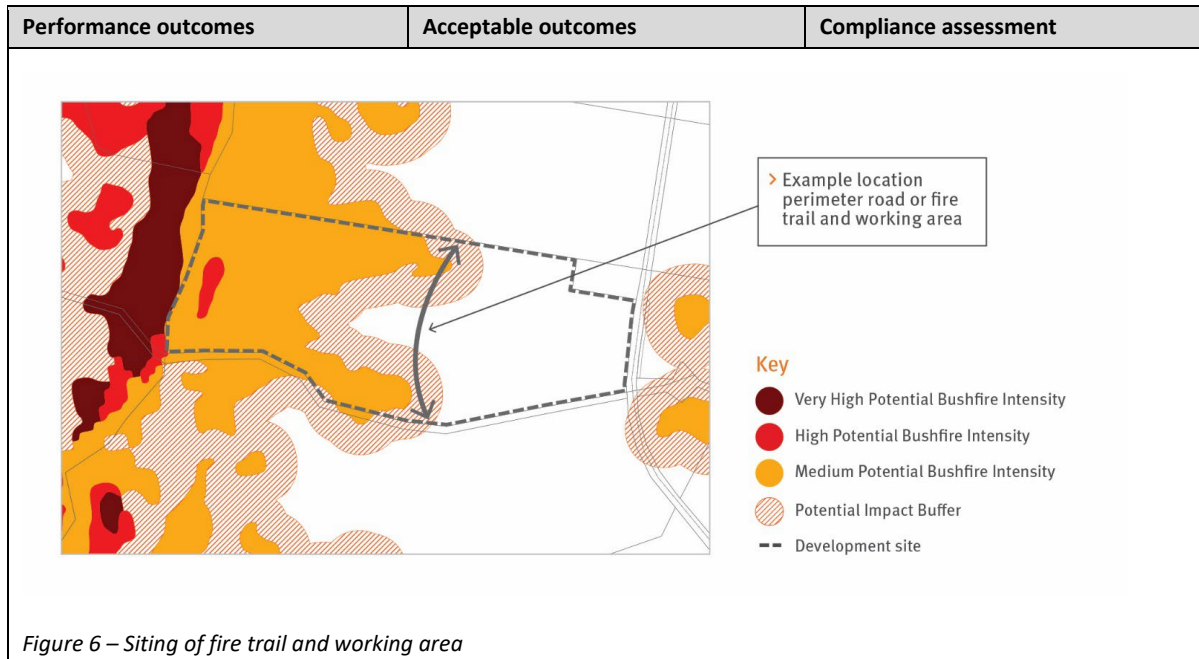 Performance outcomes
Acceptable outcomes
Compliance assessment
> Example location
perimeter road or fire
trail and working area
Key
Very High Potential Bushfire Intensity
High Potential Bushfire Intensity
Medium Potential Bushfire Intensity
Potential Impact Buffer
Development site
Figure 6 – Siting of fire trail and working area